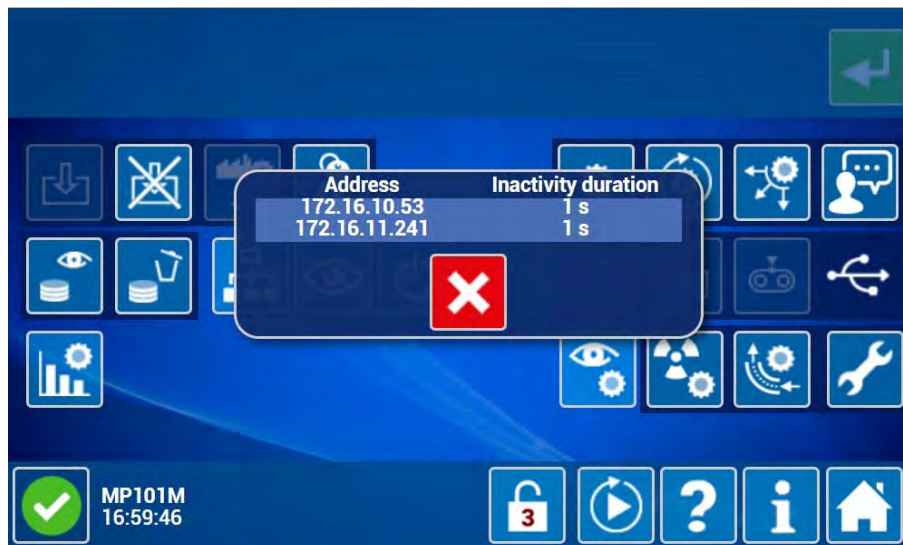 Address Inactivity duration
172.16.10.53 1 s
172.16.11.241 1 s
MP101M
16:59:46
3
?
i